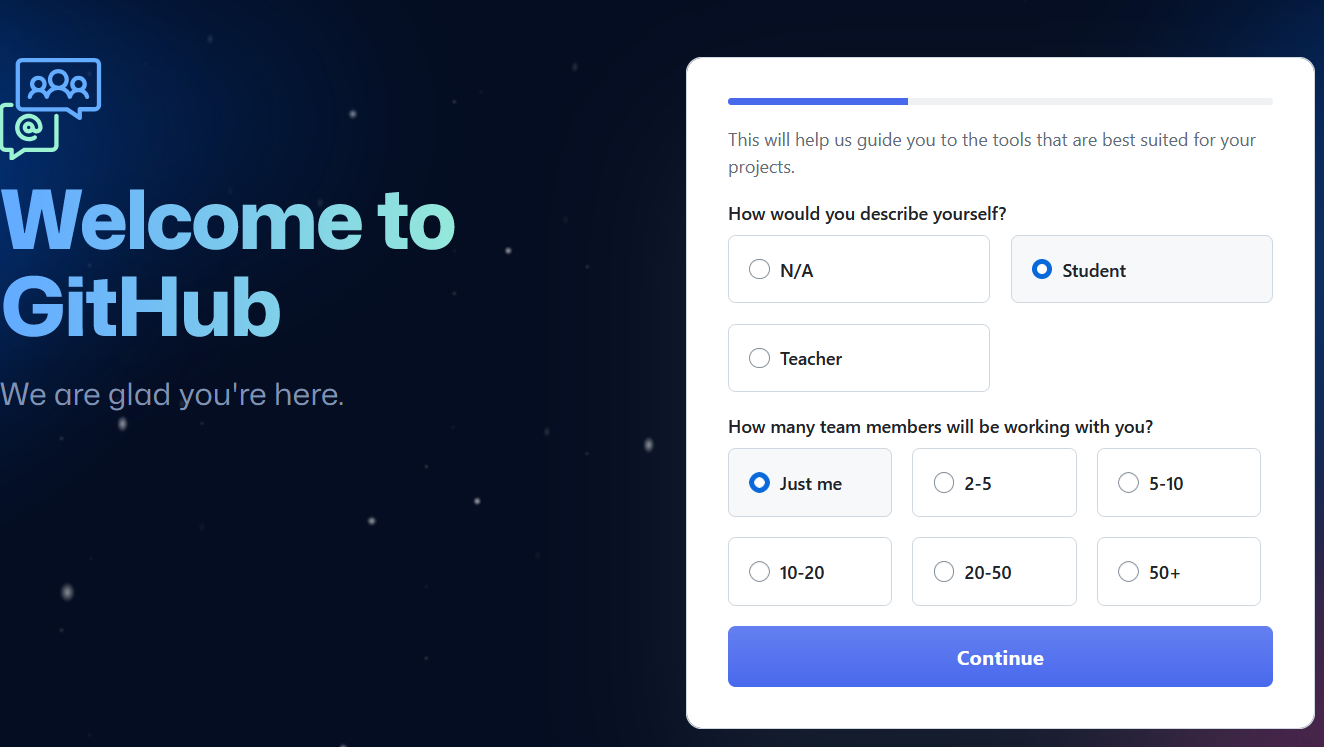 @
Welcome to
GitHub
We are glad you're here.
This will help us guide you to the tools that are best suited for your
projects.
How would you describe yourself?
N/A
Student
Teacher
How many team members will be working with you?
Just me
2-5
5-10
10-20
20-50
50+
Continue